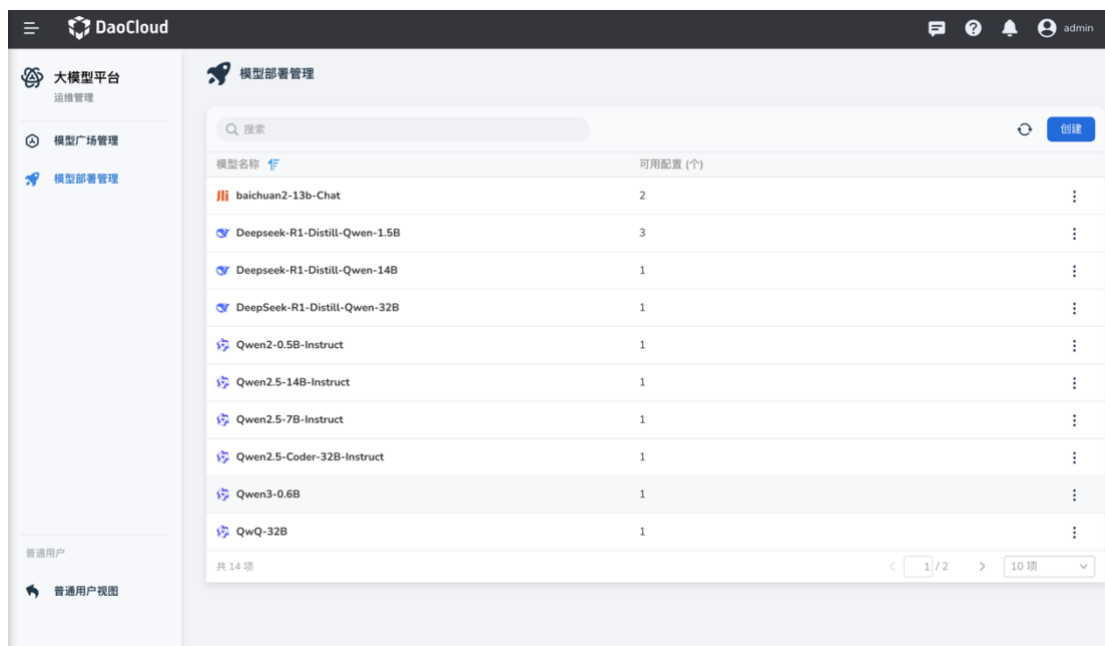 DaoCloud
admin
大模型平台
运维管理
模型广场管理
模型部署管理
普通用户
普通用户视图
模型部署管理
搜索
创建
模型名称 可用配置 (个)
baichuan2-13b-Chat 2
Deepseek-R1-Distill-Qwen-1.5B 3
Deepseek-R1-Distill-Qwen-14B 1
DeepSeek-R1-Distill-Qwen-32B 1
Qwen2-0.5B-Instruct 1
Qwen2.5-14B-Instruct 1
Qwen2.5-7B-Instruct 1
Qwen2.5-Coder-32B-Instruct 1
Qwen3-0.6B 1
QwQ-32B 1
共 14 项 1 / 2 10 项